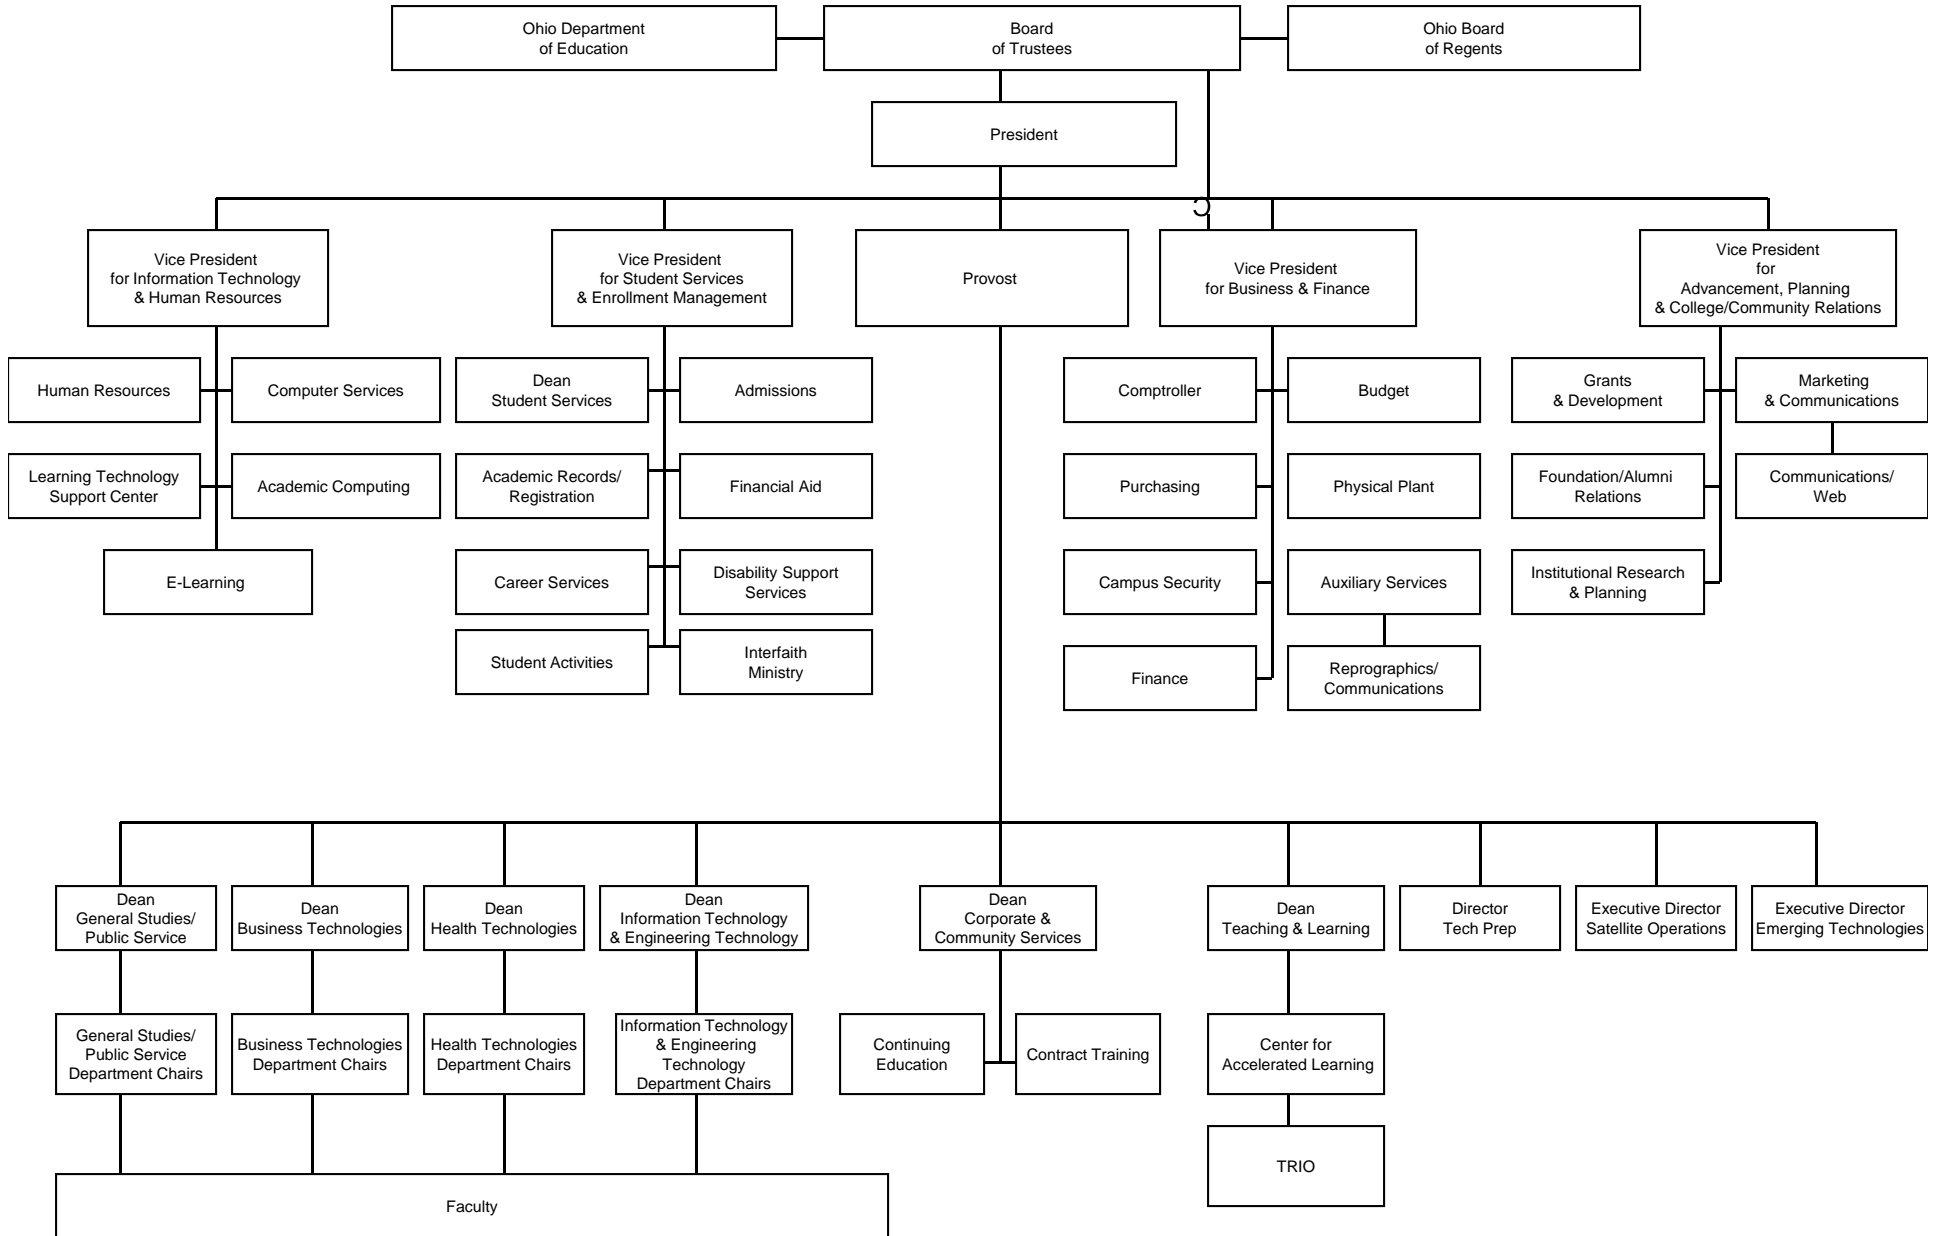 Ohio Department
of Education
Board
of Trustees
Ohio Board
of Regents
President
Vice President
for Information Technology
& Human Resources
Vice President
for Student Services
& Enrollment Management
Provost
Vice President
for Business & Finance
Vice President
for
Advancement, Planning
& College/Community Relations
Human Resources
Computer Services
Dean
Student Services
Admissions
Comptroller
Budget
Grants
& Development
Marketing
& Communications
Learning Technology
Support Center
Academic Computing
Academic Records/
Registration
Financial Aid
Purchasing
Physical Plant
Foundation/Alumni
Relations
Communications/
Web
E-Learning
Career Services
Disability Support
Services
Campus Security
Auxiliary Services
Institutional Research
& Planning
Student Activities
Interfaith
Ministry
Finance
Reprographics/
Communications
Dean
General Studies/
Public Service
Dean
Business Technologies
Dean
Health Technologies
Dean
Information Technology
& Engineering Technology
Dean
Corporate &
Community Services
Dean
Teaching & Learning
Director
Tech Prep
Executive Director
Satellite Operations
Executive Director
Emerging Technologies
General Studies/
Public Service
Department Chairs
Business Technologies
Department Chairs
Health Technologies
Department Chairs
Information Technology
& Engineering
Technology
Department Chairs
Continuing
Education
Contract Training
Center for
Accelerated Learning
TRIO
Faculty